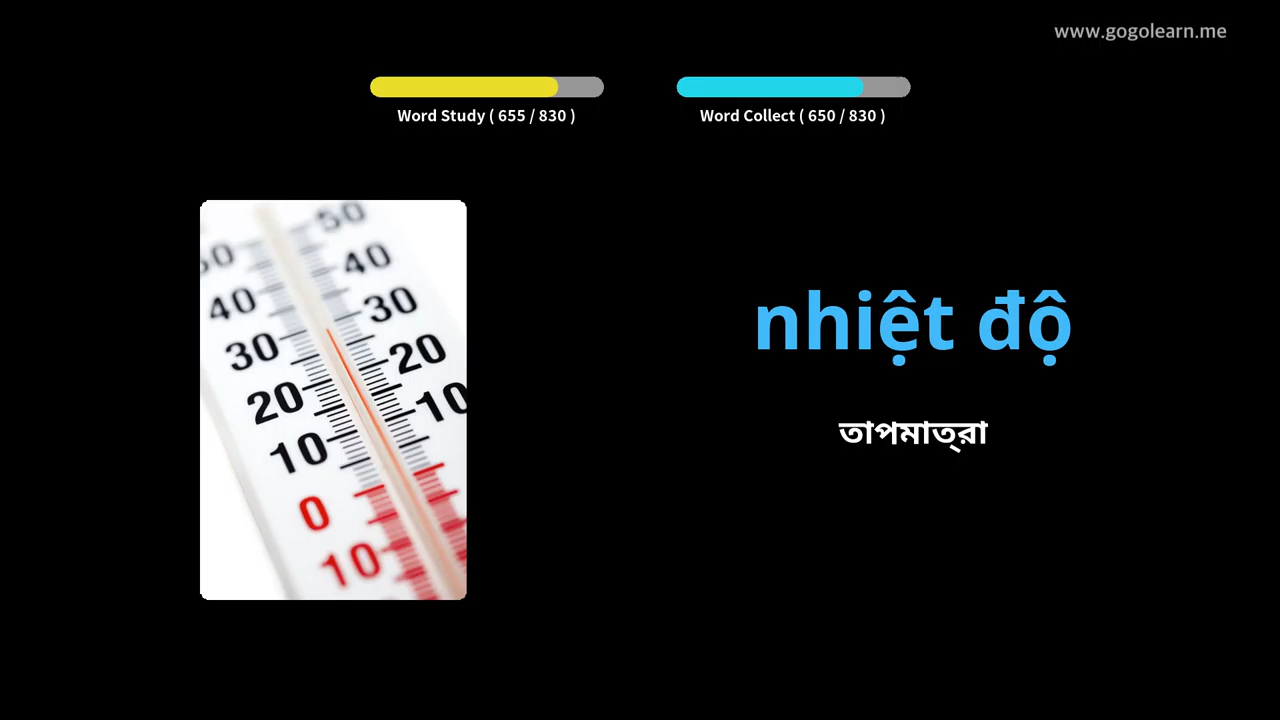 www.gogolearn.me
Word Study ( 655 / 830 )
Word Collect ( 650 / 830 )
50
50
40
40
30
30
20
20
10
10
0
10
nhiệt độ
তাপমাত্রা